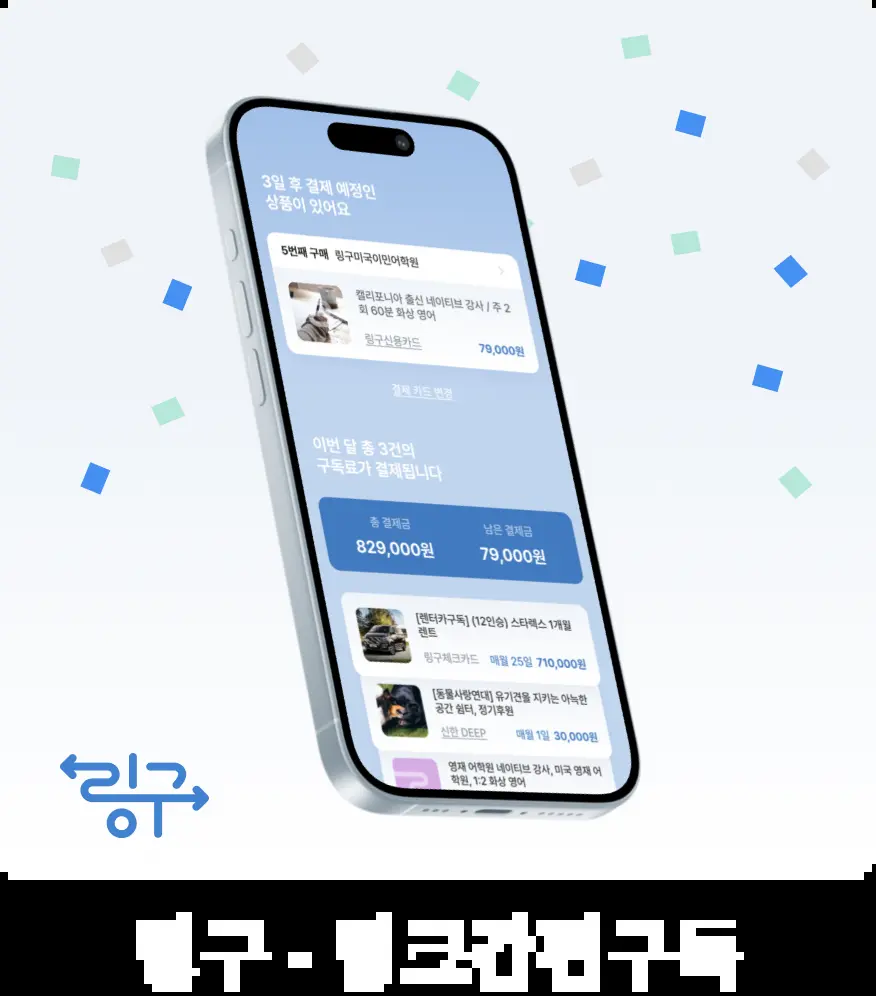 3일 후 결제 예정인
상품이 있어요
5번째 구매 링구미국이민어학원
캘리포니아 출신 네이티브 강사 / 주 2
회 60분 화상 영어
링구신용카드 79,000원
결제 카드 변경
이번 달 총 3건의
구독료가 결제됩니다
총 결제금 남은 결제금
829,000원 79,000원
[렌터카구독] (12인승) 스타렉스 1개월
렌트
링구체크카드 매월 25일 710,000원
[동물사랑연대] 유기견을 지키는 아늑한
공간 쉼터, 정기후원
신한 DEEP 매월 1일 30,000원
영재 어학원 네이티브 강사, 미국 영재 어
학원, 1:2 화상 영어
링구
링구 - 링크간편구독